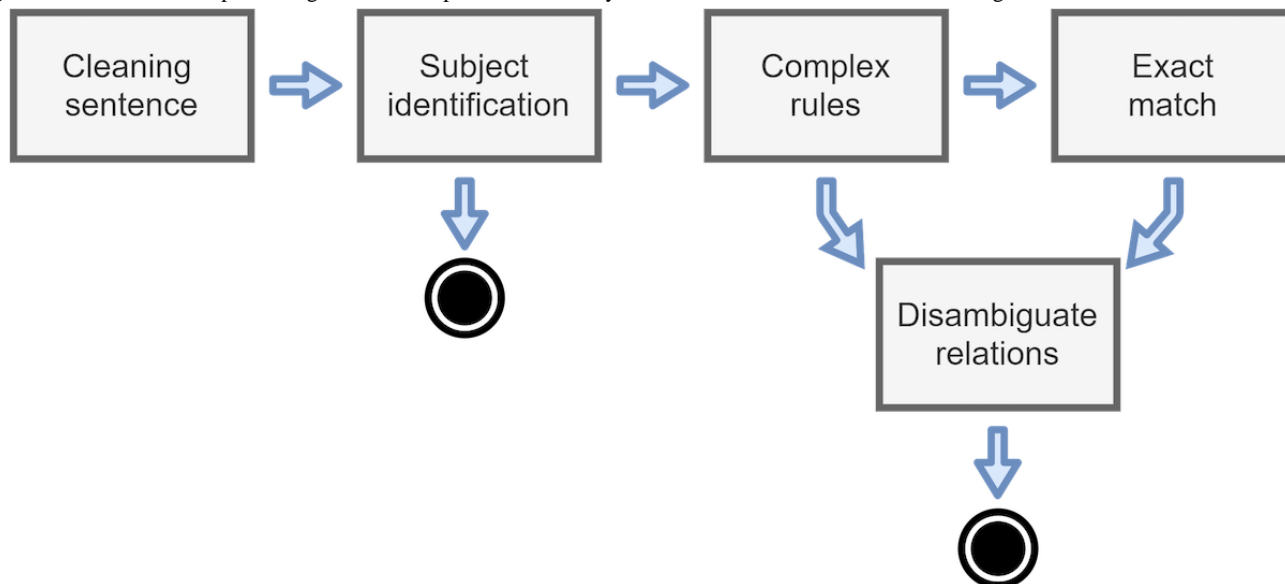 Cleaning
sentence
Subject
identification
Complex
rules
Exact
match
Disambiguate
relations